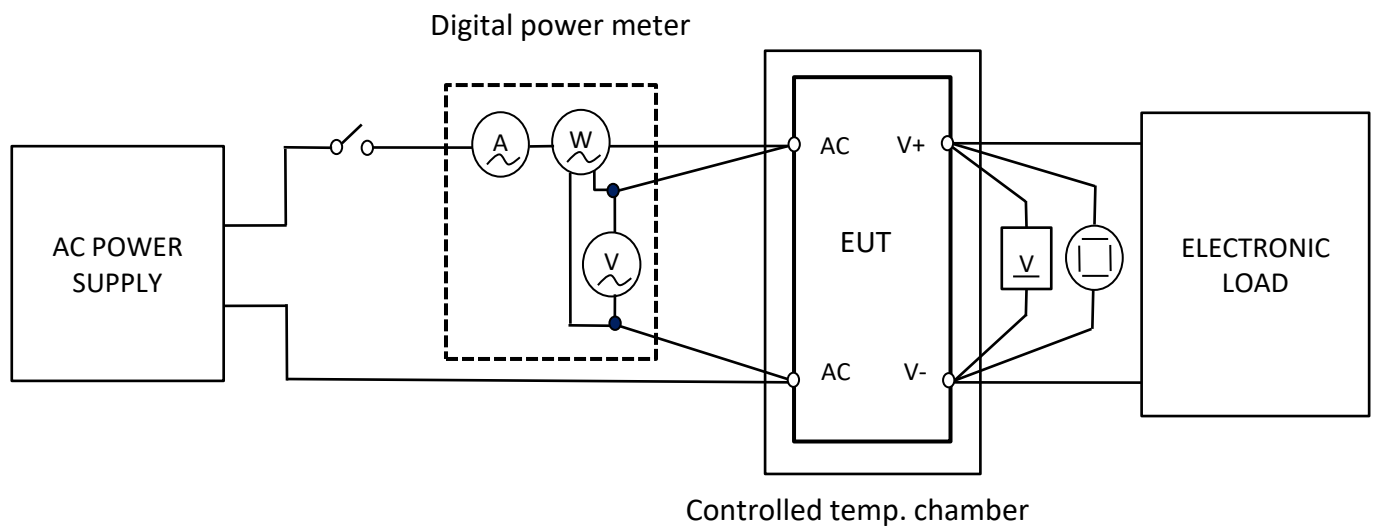 Digital power meter
A
W
AC
V+
AC POWER
SUPPLY
V
EUT
V
ELECTRONIC
LOAD
AC
V-
Controlled temp. chamber